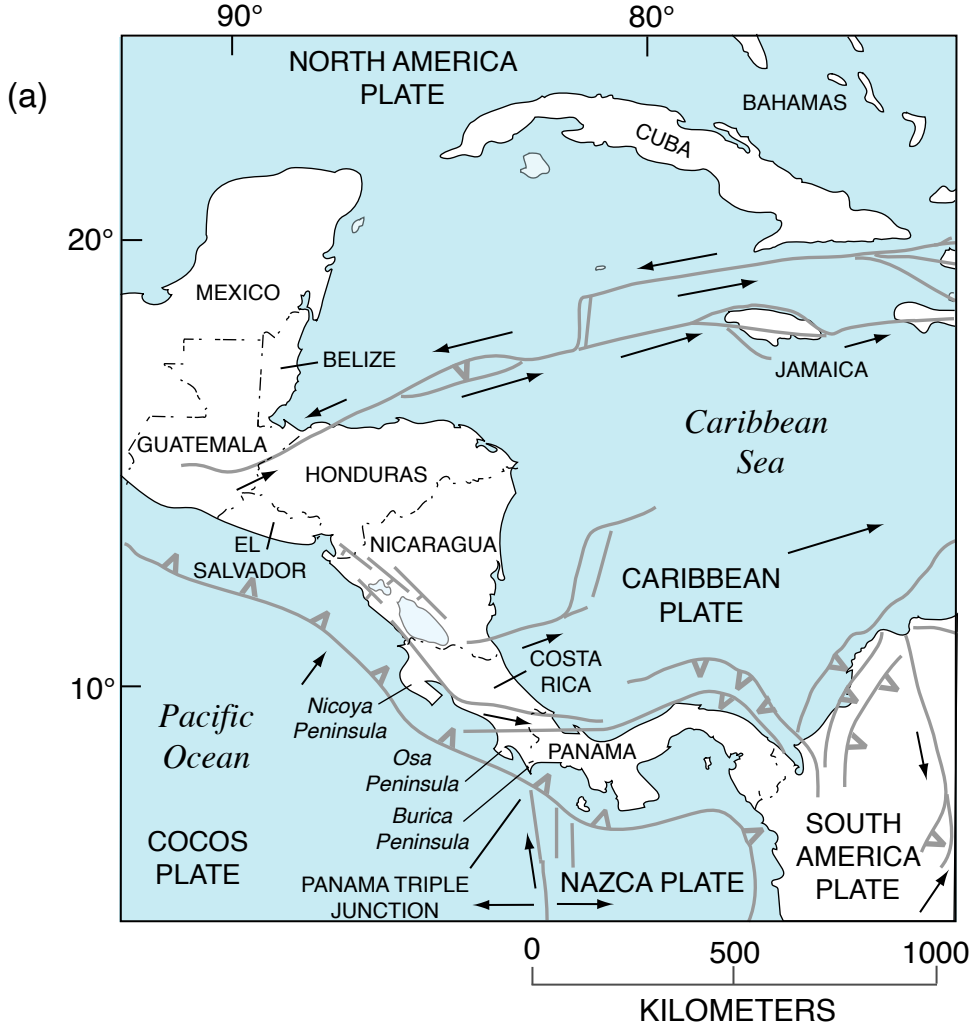 90°
80°
(a)
NORTH AMERICA
PLATE
BAHAMAS
CUBA
20°
MEXICO
BELIZE
JAMAICA
GUATEMALA
Caribbean
Sea
HONDURAS
EL
SALVADOR
NICARAGUA
CARIBBEAN
PLATE
COSTA
RICA
10°
Nicoya
Peninsula
Pacific
Ocean
PANAMA
Osa
Peninsula
Burica
Peninsula
COCOS
PLATE
SOUTH
AMERICA
PLATE
PANAMA TRIPLE
JUNCTION
NAZCA PLATE
0
500
1000
KILOMETERS